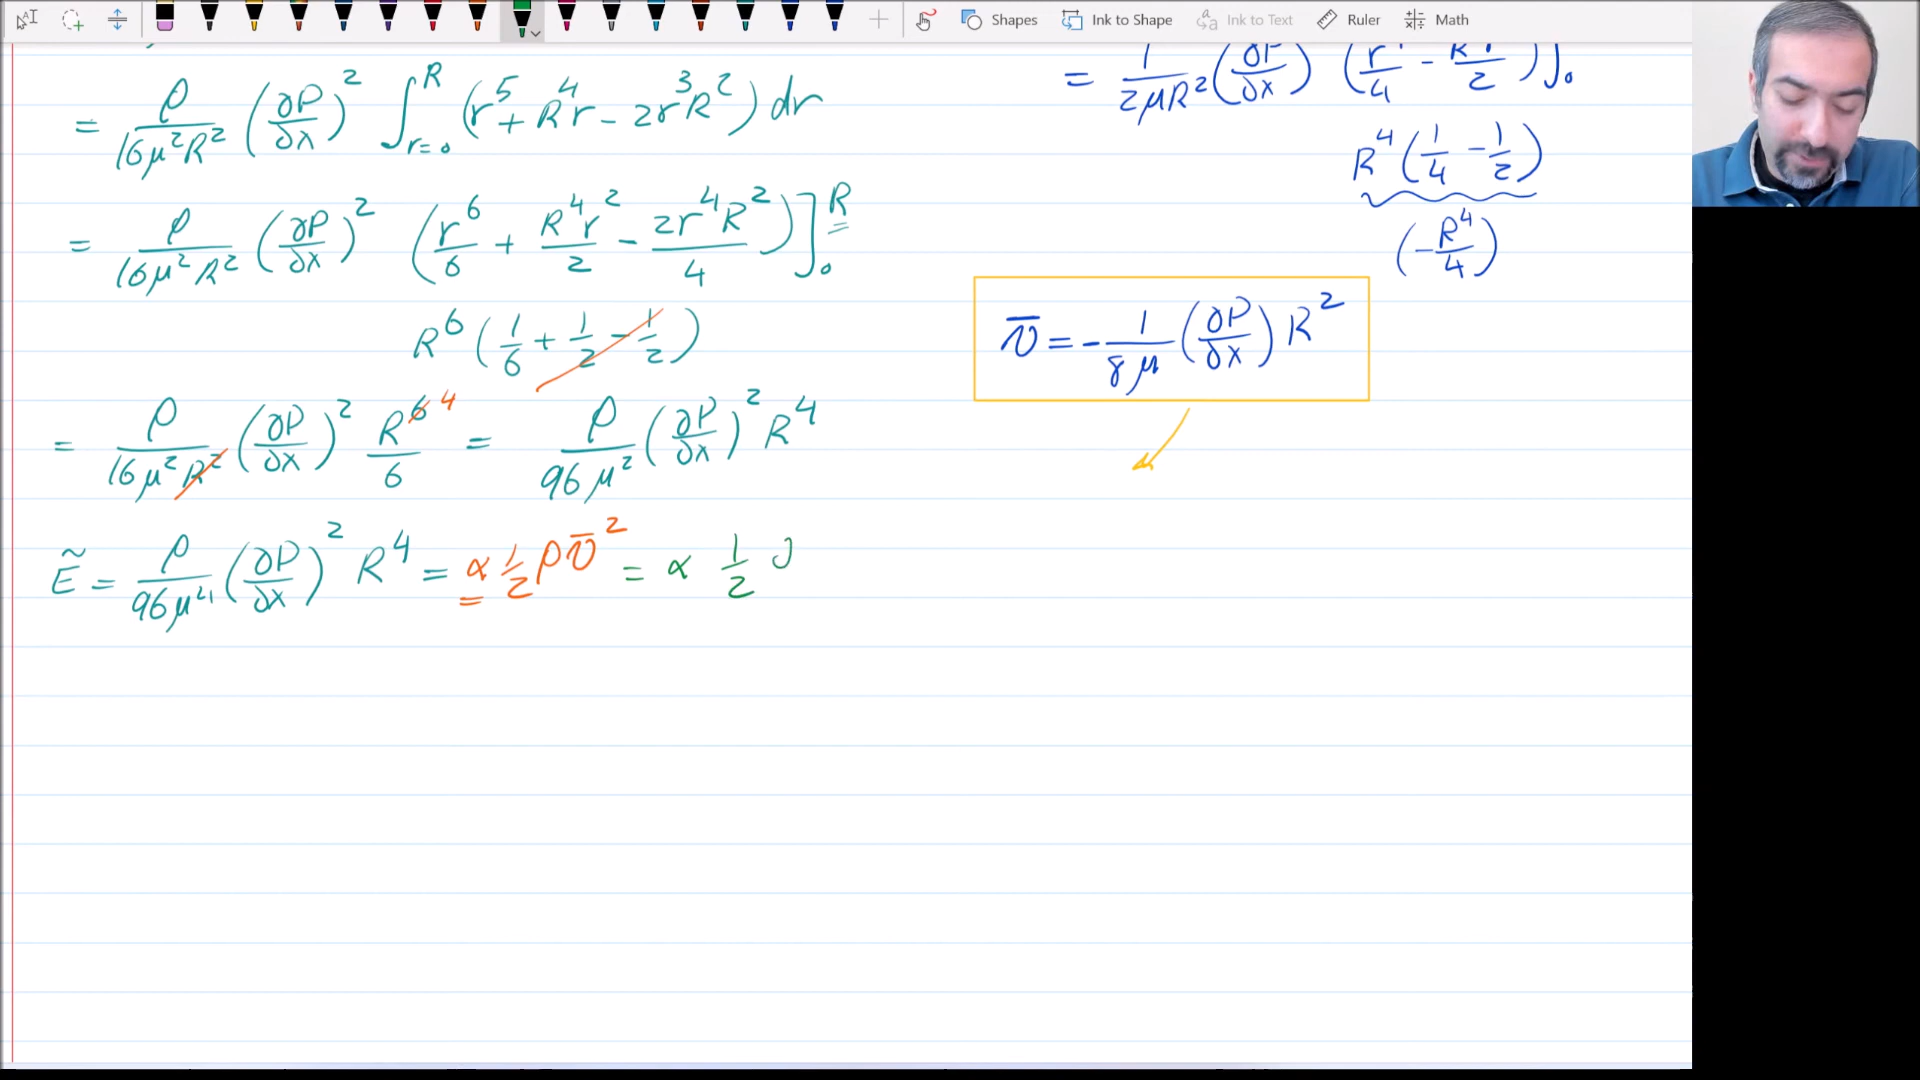 Shapes Ink to Shape Ink to Text Ruler Math
= ρ/(16μ²R²) (∂P/∂x)² ∫_{r=0}^{R} (r⁵ + R⁴r − 2r³R²) dr
= ρ/(16μ²R²) (∂P/∂x)² (r⁶/6 + R⁴r²/2 − 2r⁴R²/4)]₀^R
R⁶ (1/6 + 1/2 − 1/2)
= ρ/(16μ²R²) (∂P/∂x)² R⁶ ⁴/6 = ρ/(96μ²) (∂P/∂x)² R⁴
Ẽ = ρ/(96μ²) (∂P/∂x)² R⁴ = α 1/2 ρ v̄² = α 1/2
= 1/(2μR²) (∂P/∂x) (r⁴/4 − /2)]₀
R⁴ (1/4 − 1/2)
(−R⁴/4)
v̄ = − 1/(8μ) (∂P/∂x) R²